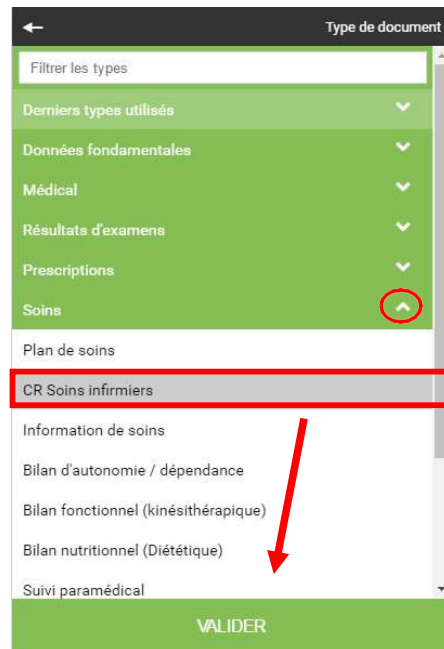 Type de document
Filtrer les types
Derniers types utilisés
Données fondamentales
Médical
Résultats d'examens
Prescriptions
Soins
Plan de soins
CR Soins infirmiers
Information de soins
Bilan d'autonomie / dépendance
Bilan fonctionnel (kinésithérapique)
Bilan nutritionnel (Diététique)
Suivi paramédical
VALIDER